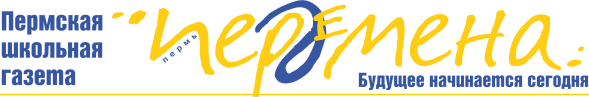 Пермская
школьная
газета
пермь
"перемена:
Будущее начинается сегодня